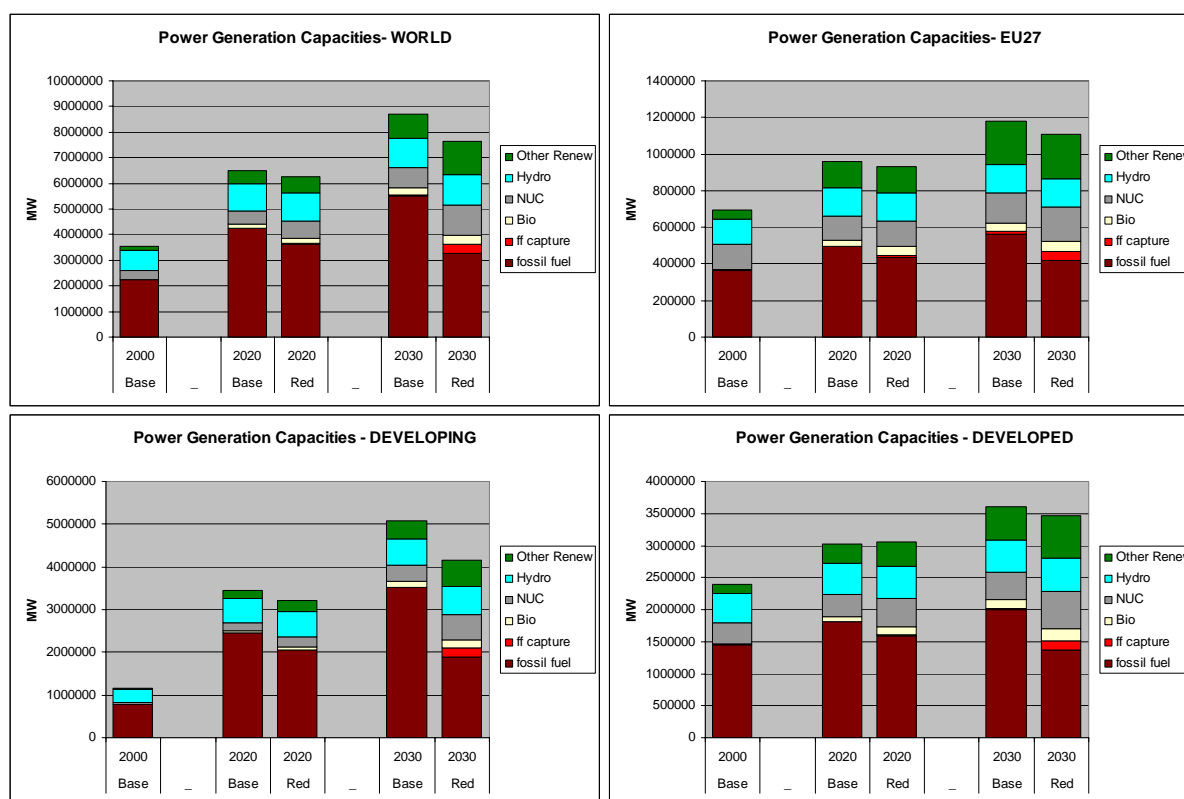 Power Generation Capacities- WORLD
10000000
9000000
8000000
7000000
6000000
5000000
4000000
3000000
2000000
1000000
0
MW
2000 2020 2020 2030 2030
Base _ Base Red _ Base Red
Other Renew
Hydro
NUC
Bio
ff capture
fossil fuel
Power Generation Capacities- EU27
1400000
1200000
1000000
800000
600000
400000
200000
0
MW
2000 2020 2020 2030 2030
Base _ Base Red _ Base Red
Other Renew
Hydro
NUC
Bio
ff capture
fossil fuel
Power Generation Capacities - DEVELOPING
6000000
5000000
4000000
3000000
2000000
1000000
0
MW
2000 2020 2020 2030 2030
Base _ Base Red _ Base Red
Other Renew
Hydro
NUC
Bio
ff capture
fossil fuel
Power Generation Capacities - DEVELOPED
4000000
3500000
3000000
2500000
2000000
1500000
1000000
500000
0
MW
2000 2020 2020 2030 2030
Base _ Base Red _ Base Red
Other Renew
Hydro
NUC
Bio
ff capture
fossil fuel